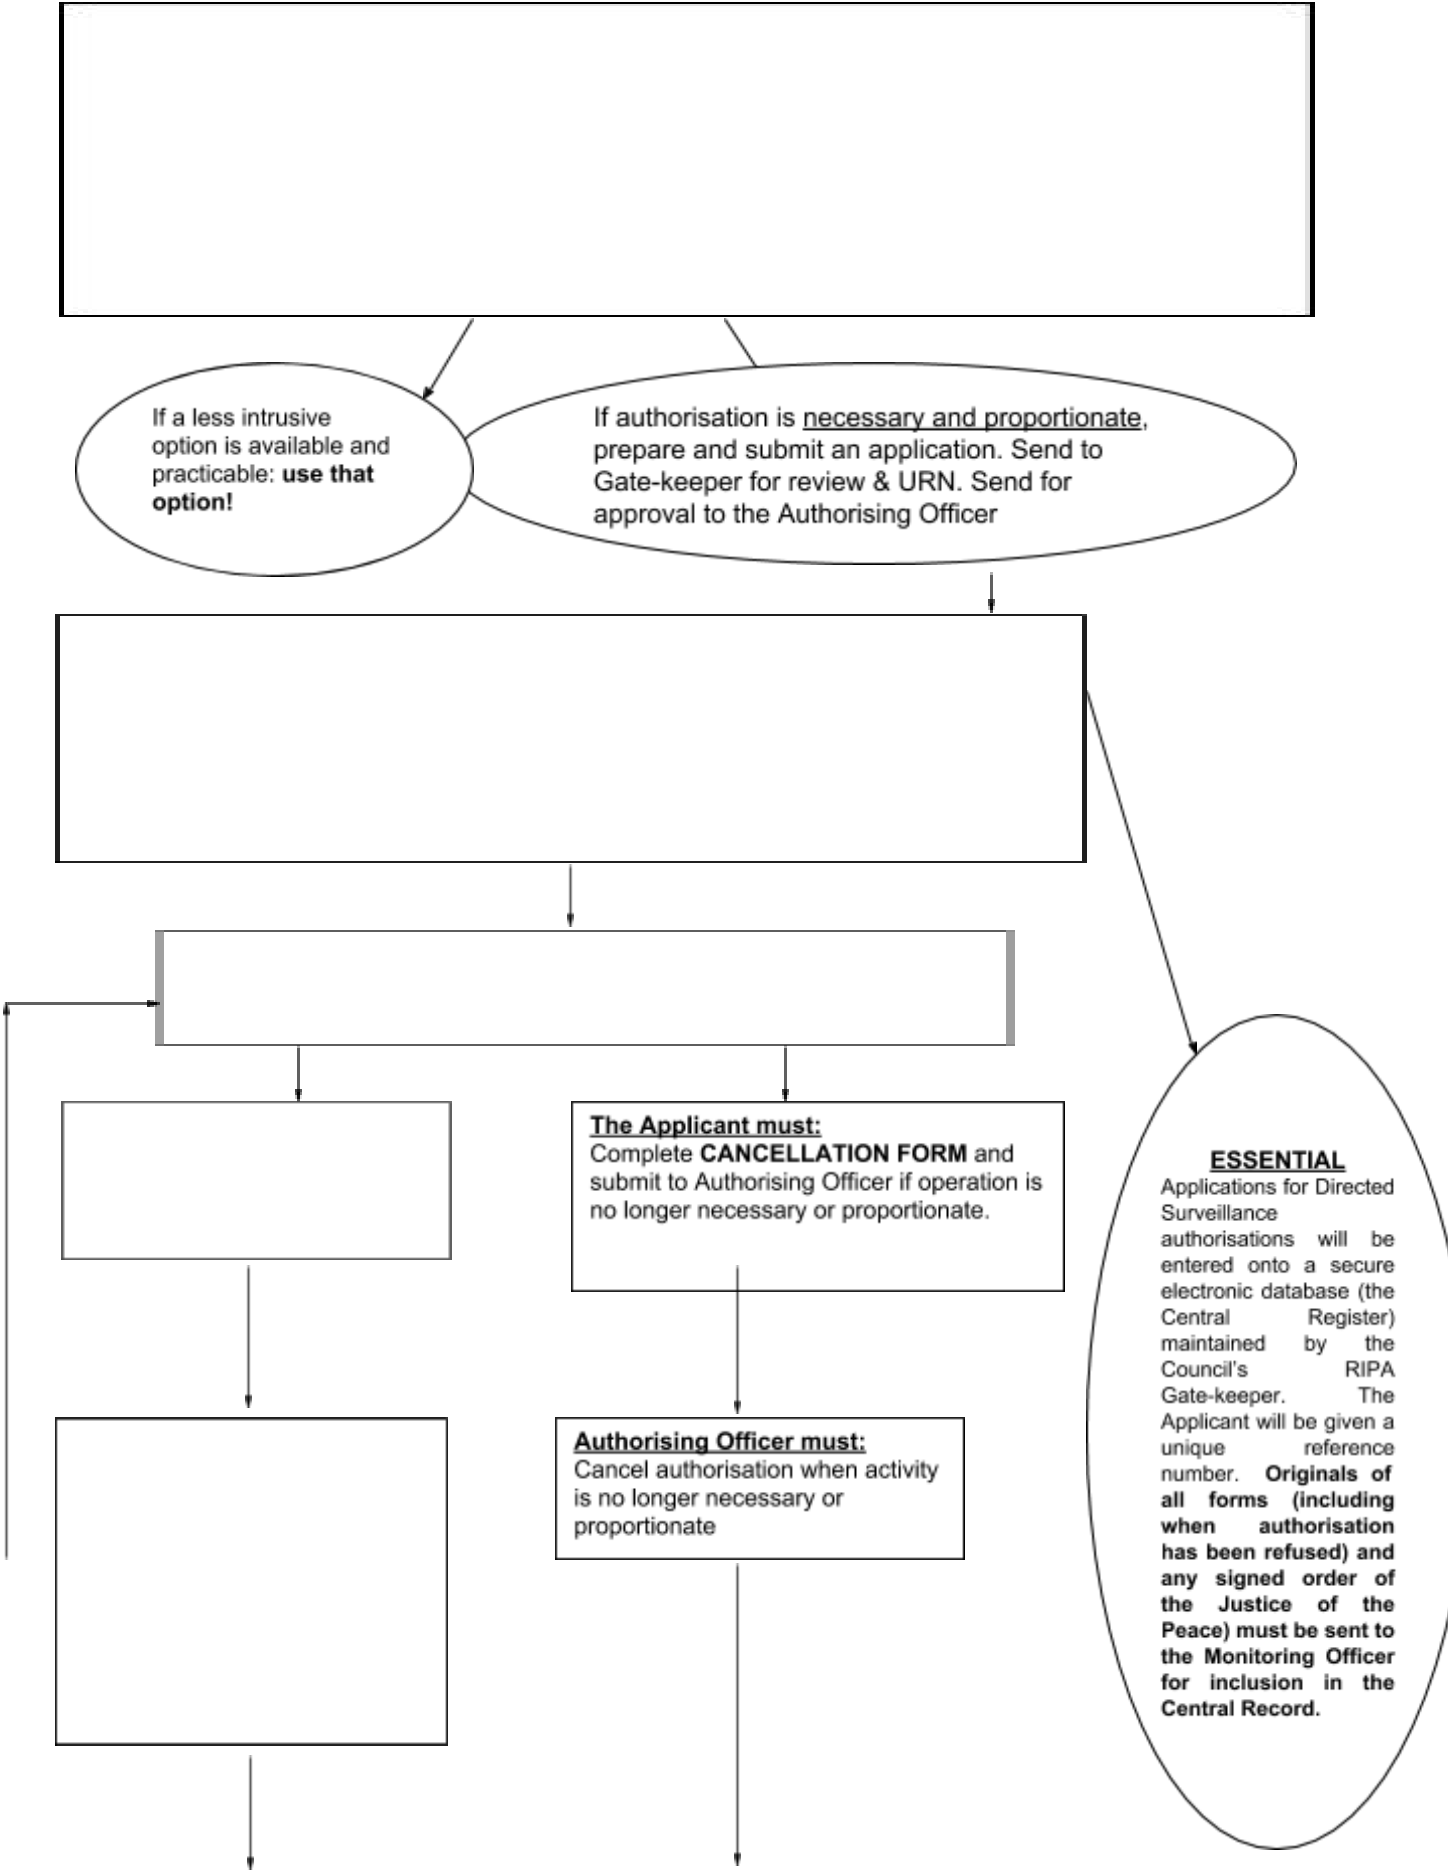 If a less intrusive
option is available and
practicable: use that
option!
If authorisation is necessary and proportionate,
prepare and submit an application. Send to
Gate-keeper for review & URN. Send for
approval to the Authorising Officer
The Applicant must:
Complete CANCELLATION FORM and
submit to Authorising Officer if operation is
no longer necessary or proportionate.
Authorising Officer must:
Cancel authorisation when activity
is no longer necessary or
proportionate
ESSENTIAL
Applications for Directed
Surveillance
authorisations will be
entered onto a secure
electronic database (the
Central Register)
maintained by the
Council's RIPA
Gate-keeper. The
Applicant will be given a
unique reference
number. Originals of
all forms (including
when authorisation
has been refused) and
any signed order of
the Justice of the
Peace) must be sent to
the Monitoring Officer
for inclusion in the
Central Record.